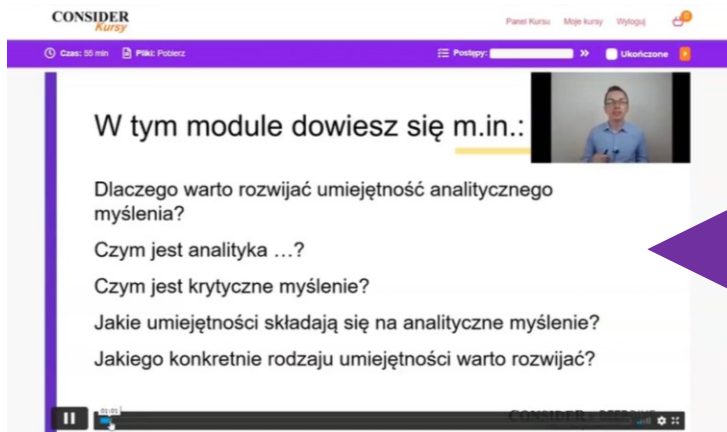 CONSIDER
Kursy
Panel Kursu Moje kursy Wyloguj 0
Czas: 55 min Pliki: Pobierz Postępy: Ukończone
W tym module dowiesz się m.in.:
Dlaczego warto rozwijać umiejętność analitycznego
myślenia?
Czym jest analityka …?
Czym jest krytyczne myślenie?
Jakie umiejętności składają się na analityczne myślenie?
Jakiego konkretnie rodzaju umiejętności warto rozwijać?
01:01
CONSIDER